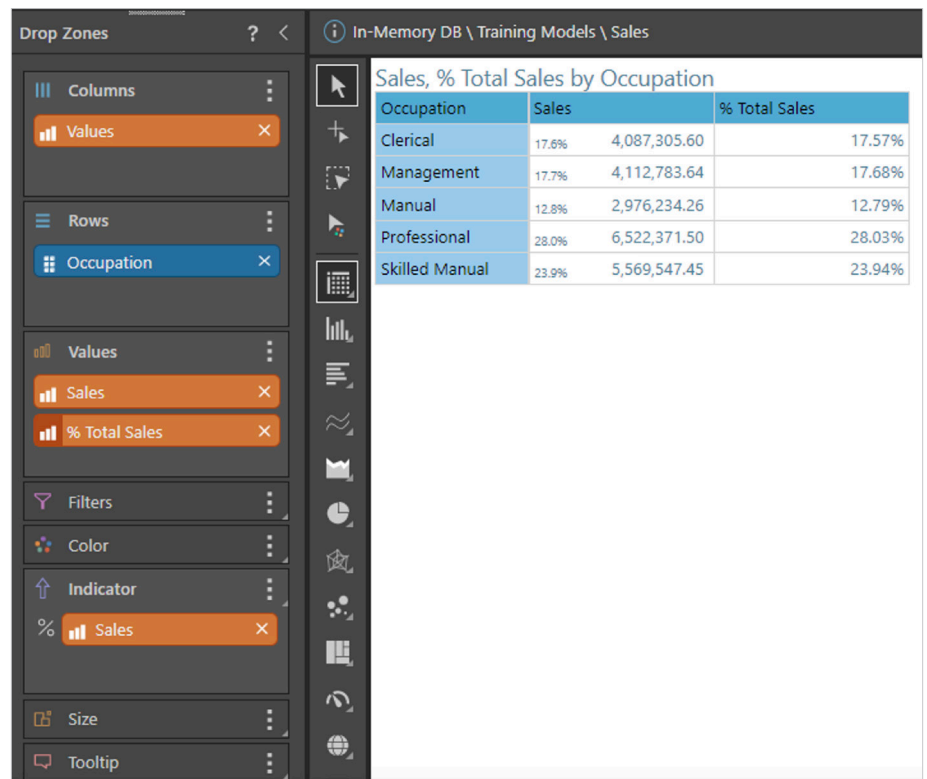 Drop Zones ? <
Columns
Values ×
Rows
Occupation ×
Values
Sales ×
% Total Sales ×
Filters
Color
Indicator
% Sales ×
Size
Tooltip
i In-Memory DB \ Training Models \ Sales
Sales, % Total Sales by Occupation
Occupation Sales % Total Sales
Clerical 17.6% 4,087,305.60 17.57%
Management 17.7% 4,112,783.64 17.68%
Manual 12.8% 2,976,234.26 12.79%
Professional 28.0% 6,522,371.50 28.03%
Skilled Manual 23.9% 5,569,547.45 23.94%